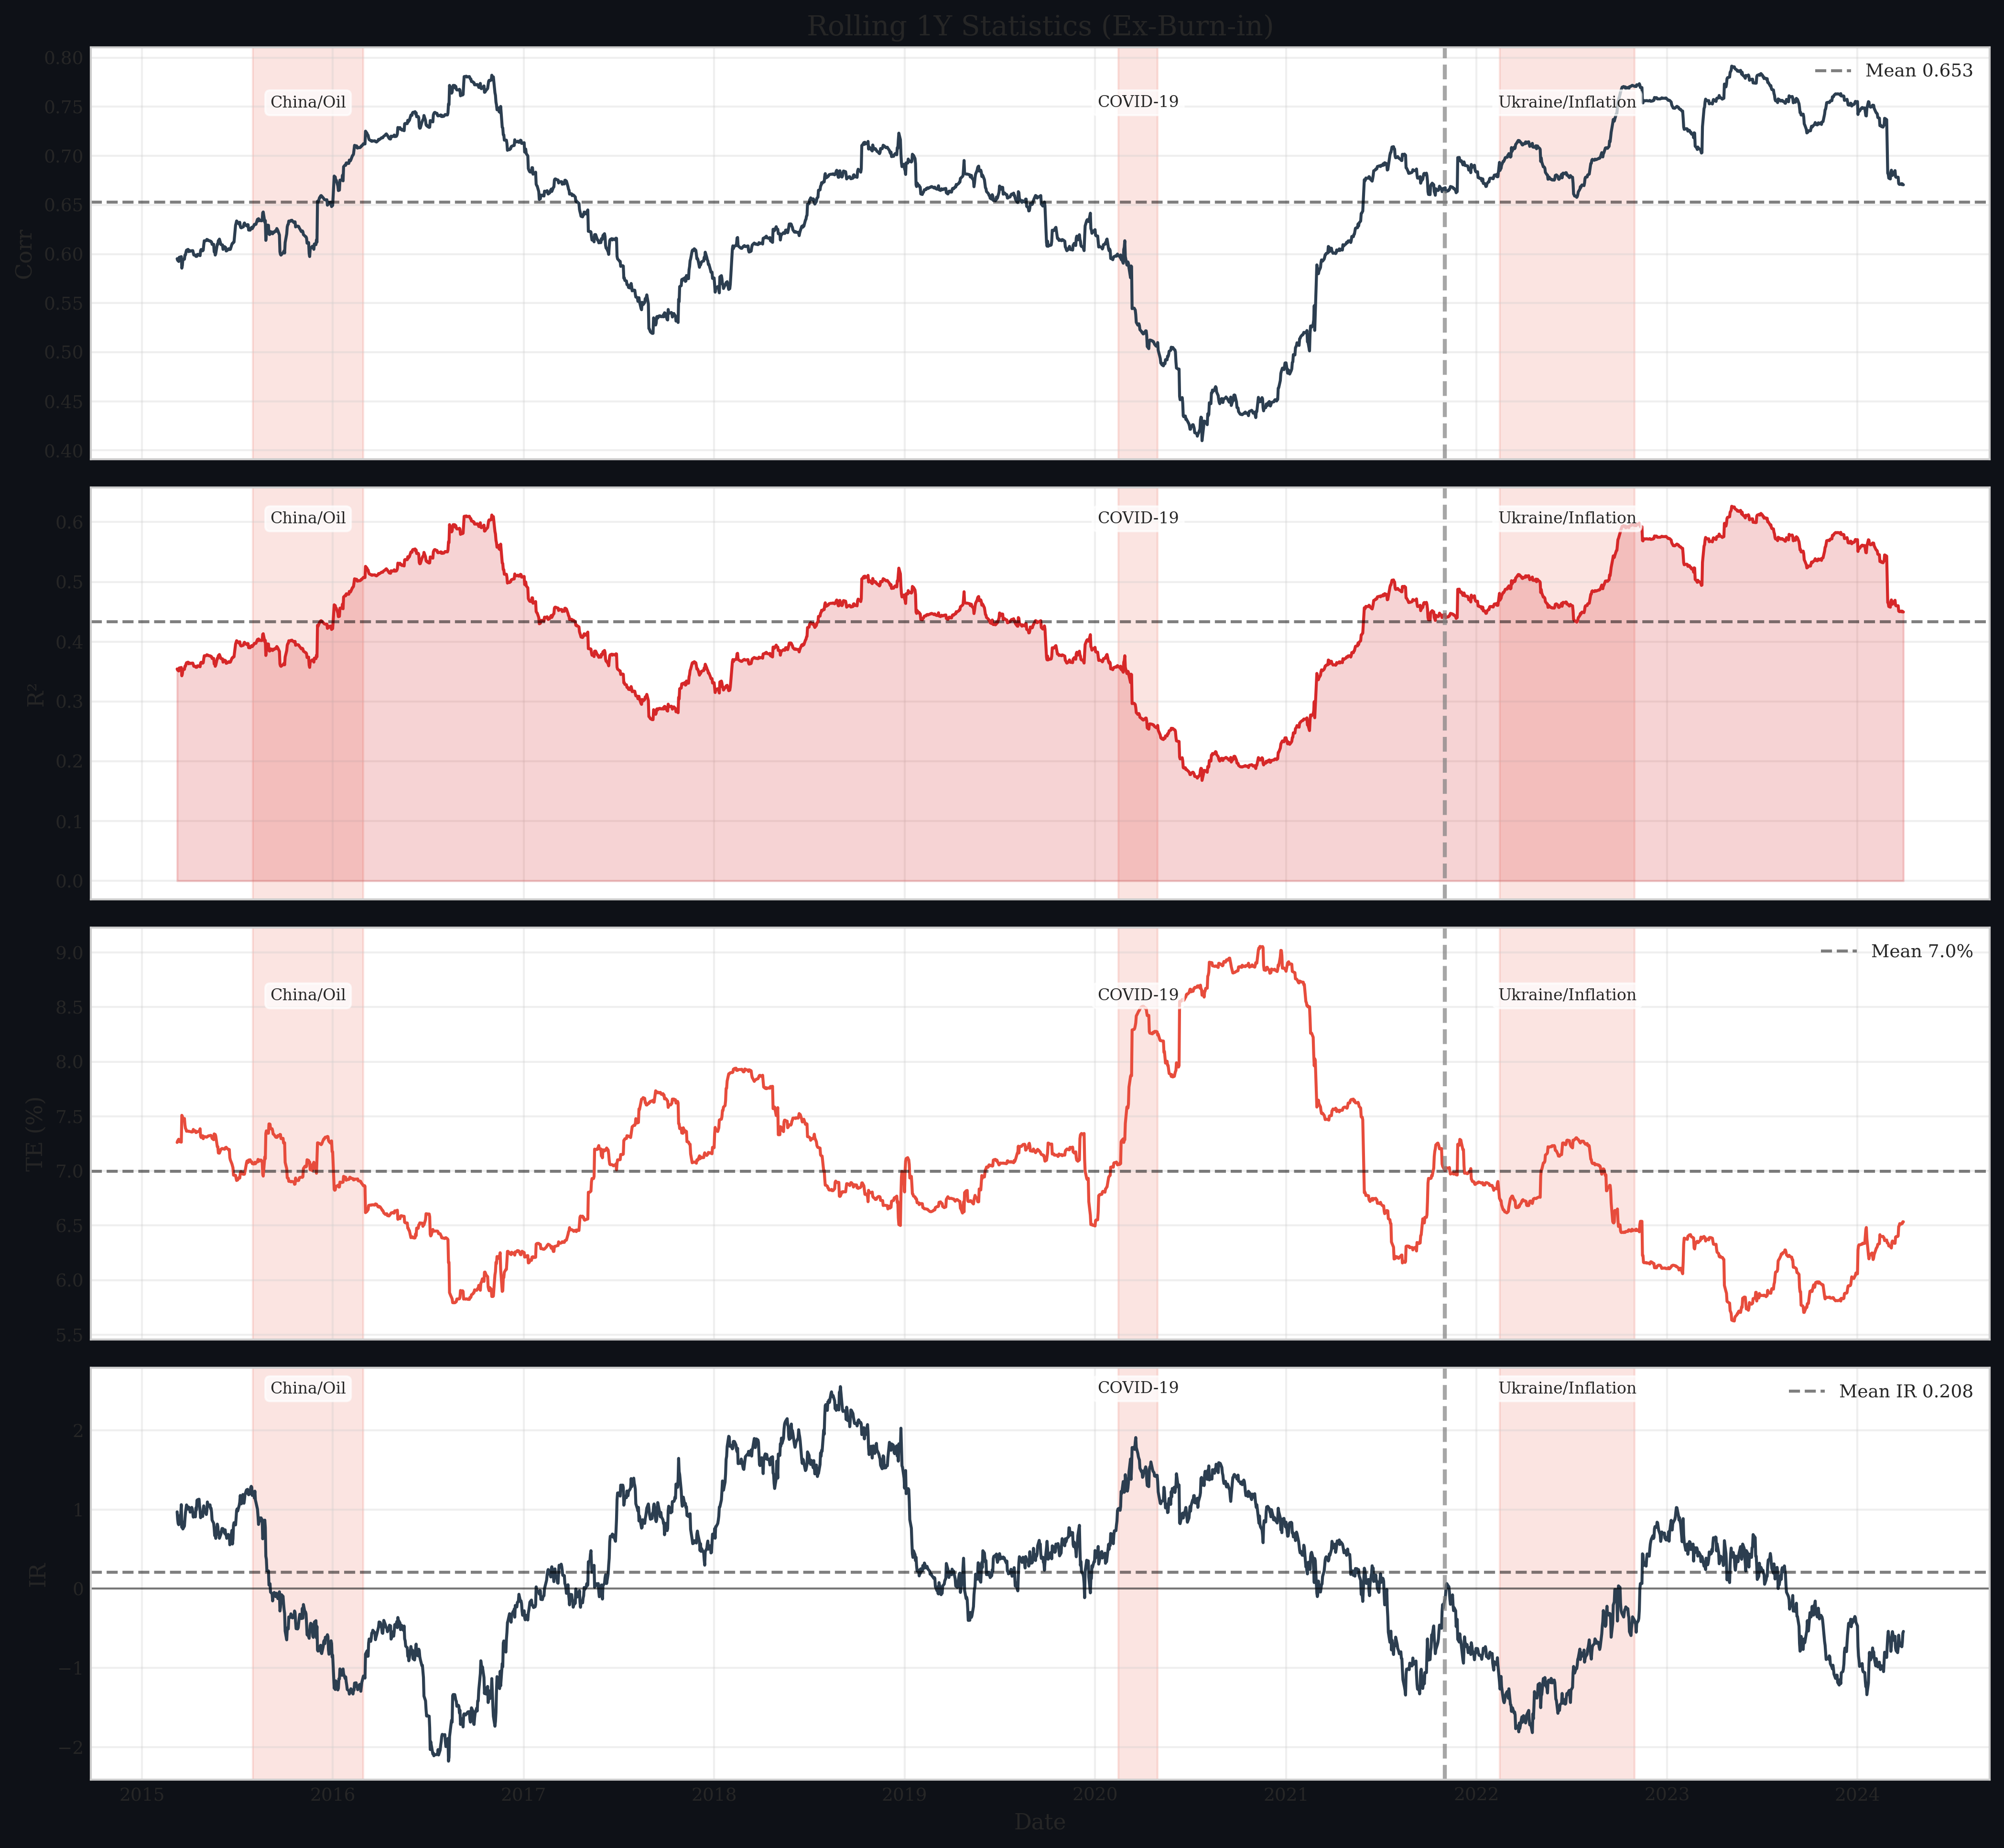 Rolling 1Y Statistics (Ex-Burn-in)
0.80
0.75
0.70
0.65
0.60
0.55
0.50
0.45
0.40
Corr
China/Oil
COVID-19
Ukraine/Inflation
Mean 0.653
0.6
0.5
0.4
0.3
0.2
0.1
0.0
R²
China/Oil
COVID-19
Ukraine/Inflation
9.0
8.5
8.0
7.5
7.0
6.5
6.0
5.5
TE (%)
China/Oil
COVID-19
Ukraine/Inflation
Mean 7.0%
2
1
0
−1
−2
IR
China/Oil
COVID-19
Ukraine/Inflation
Mean IR 0.208
2015 2016 2017 2018 2019 2020 2021 2022 2023 2024
Date